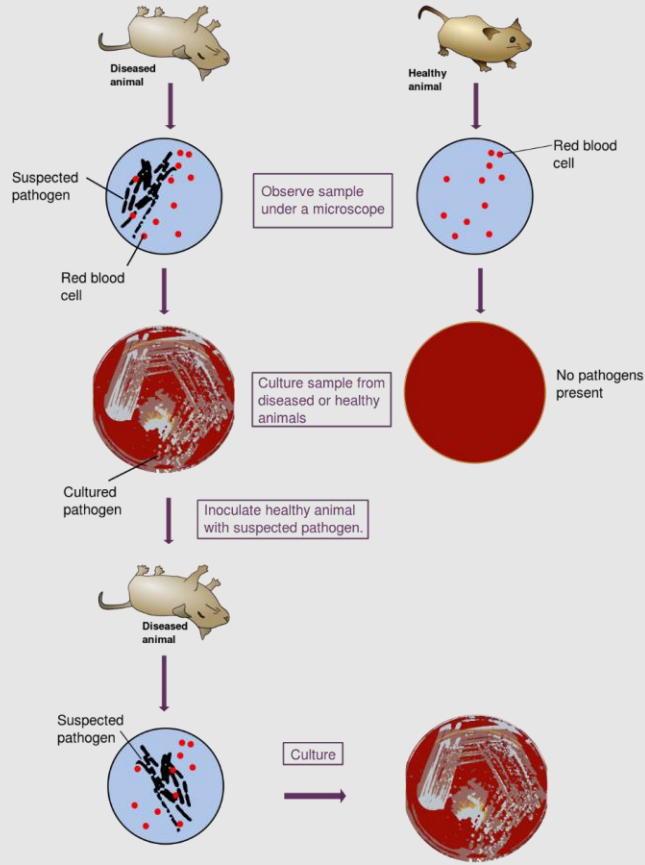 Diseased
animal
Healthy
animal
Suspected
pathogen
Observe sample
under a microscope
Red blood
cell
Red blood
cell
Culture sample from
diseased or healthy
animals
No pathogens
present
Cultured
pathogen
Inoculate healthy animal
with suspected pathogen.
Diseased
animal
Suspected
pathogen
Culture